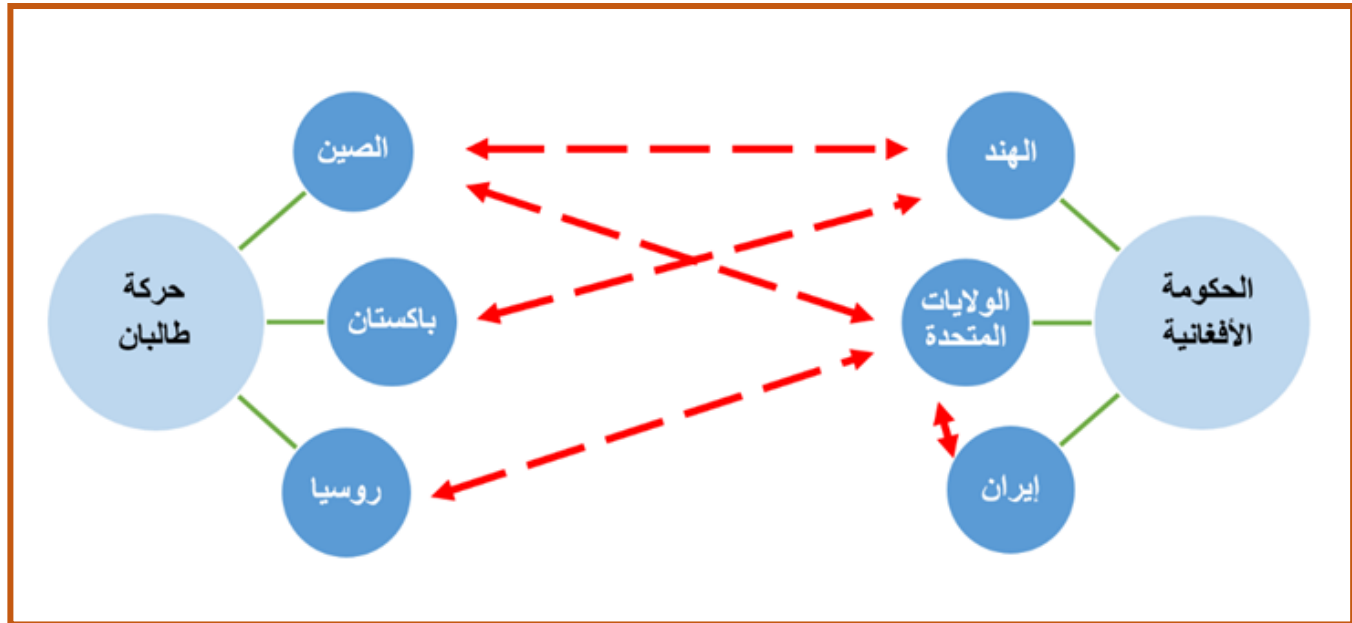 الهند
الصين
الحكومة
الأفغانية
الولايات
المتحدة
باكستان
حركة
طالبان
إيران
روسيا